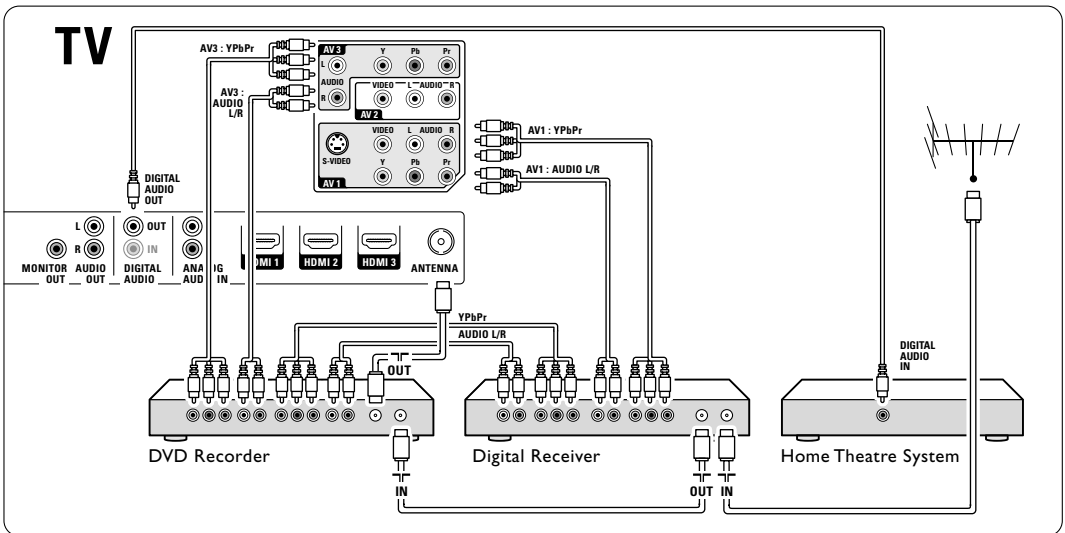 TV
AV3 : YPbPr
AV3 :
AUDIO
L/R
AV 3
Y Pb Pr
L
AUDIO
R
VIDEO L AUDIO R
AV 2
VIDEO L AUDIO R
S-VIDEO
Y Pb Pr
AV 1
AV1 : YPbPr
AV1 : AUDIO L/R
DIGITAL
AUDIO
OUT
L OUT
R IN
MONITOR
OUT
AUDIO
OUT
DIGITAL
AUDIO
HDMI 1
HDMI 2
HDMI 3
ANTENNA
YPbPr
AUDIO L/R
OUT
DIGITAL
AUDIO
IN
DVD Recorder
Digital Receiver
Home Theatre System
IN
OUT
IN